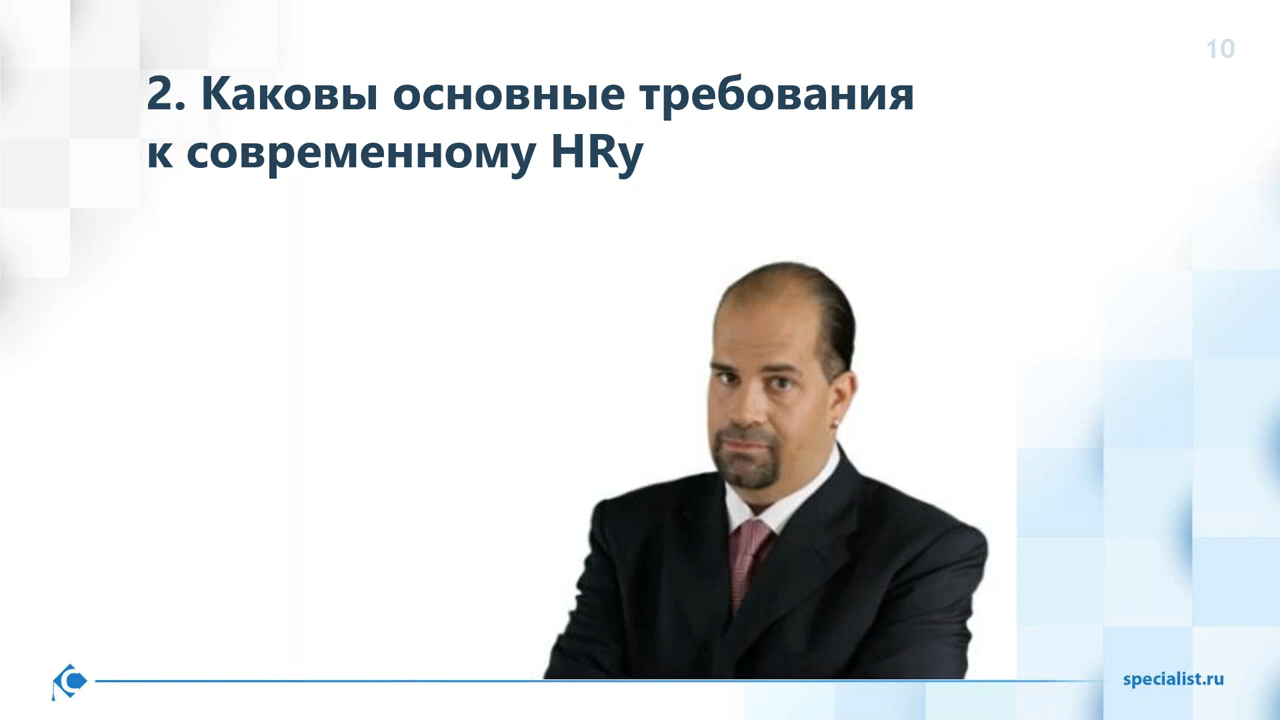 10
2. Каковы основные требования
к современному HRу
specialist.ru